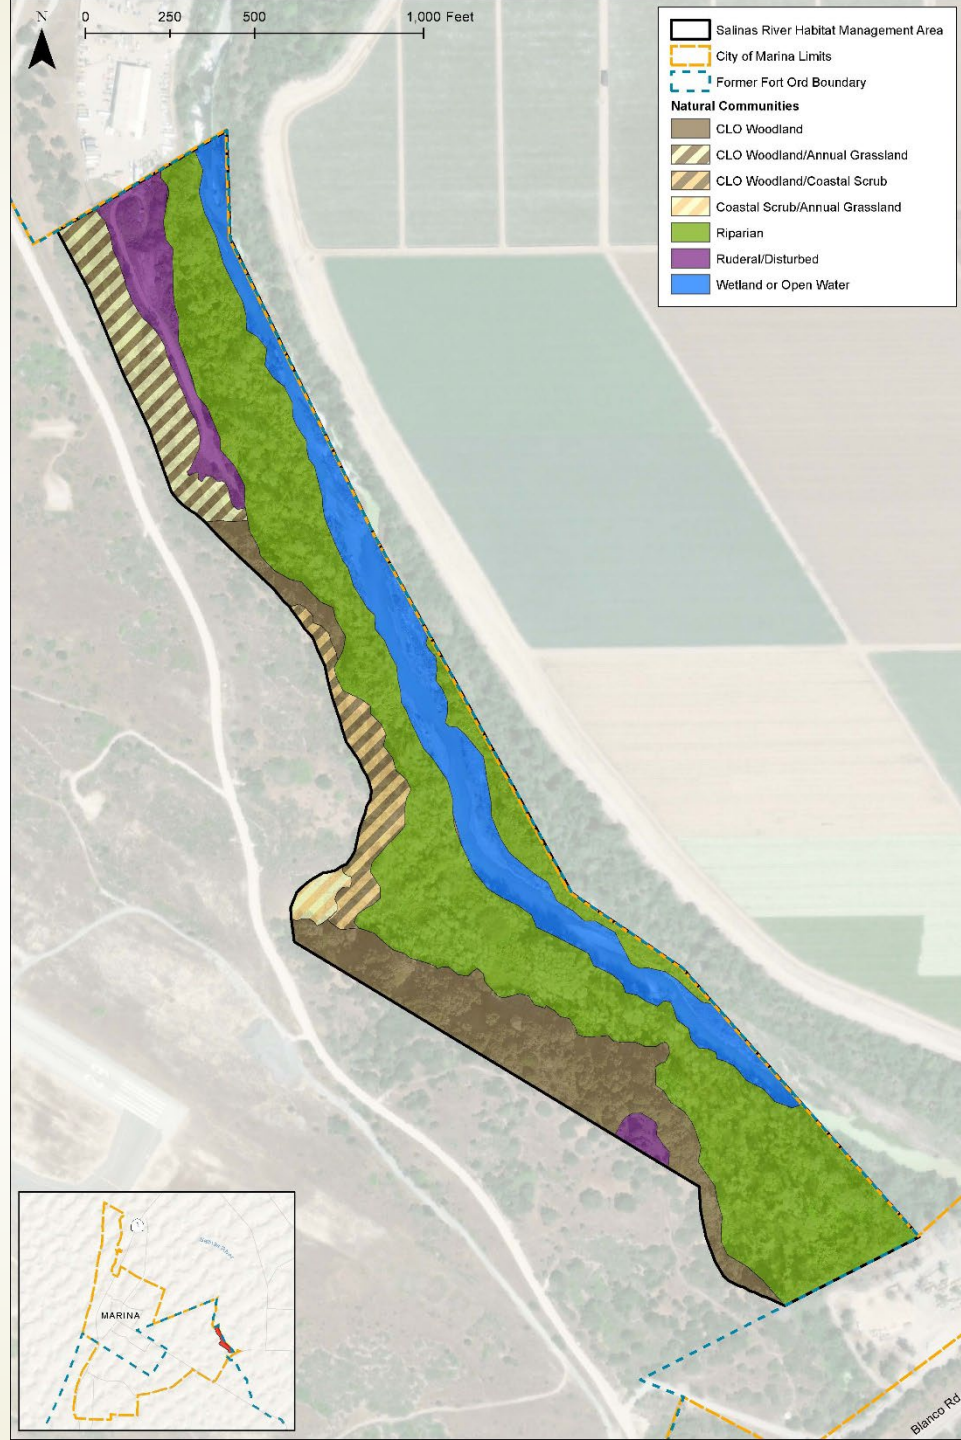 N
0 250 500 1,000 Feet
Salinas River Habitat Management Area
City of Marina Limits
Former Fort Ord Boundary
Natural Communities
CLO Woodland
CLO Woodland/Annual Grassland
CLO Woodland/Coastal Scrub
Coastal Scrub/Annual Grassland
Riparian
Ruderal/Disturbed
Wetland or Open Water
Salinas River
MARINA
Blanco Rd